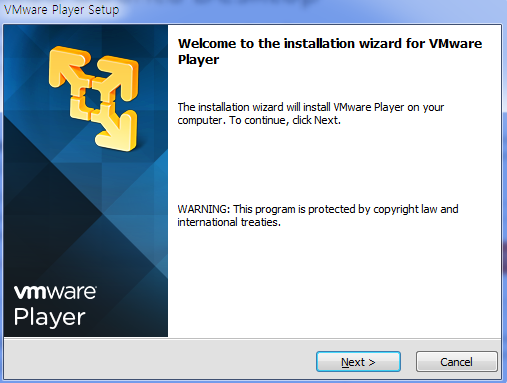 VMware Player Setup
Welcome to the installation wizard for VMware
Player
The installation wizard will install VMware Player on your
computer. To continue, click Next.
WARNING: This program is protected by copyright law and
international treaties.
vmware
Player
Next >
Cancel